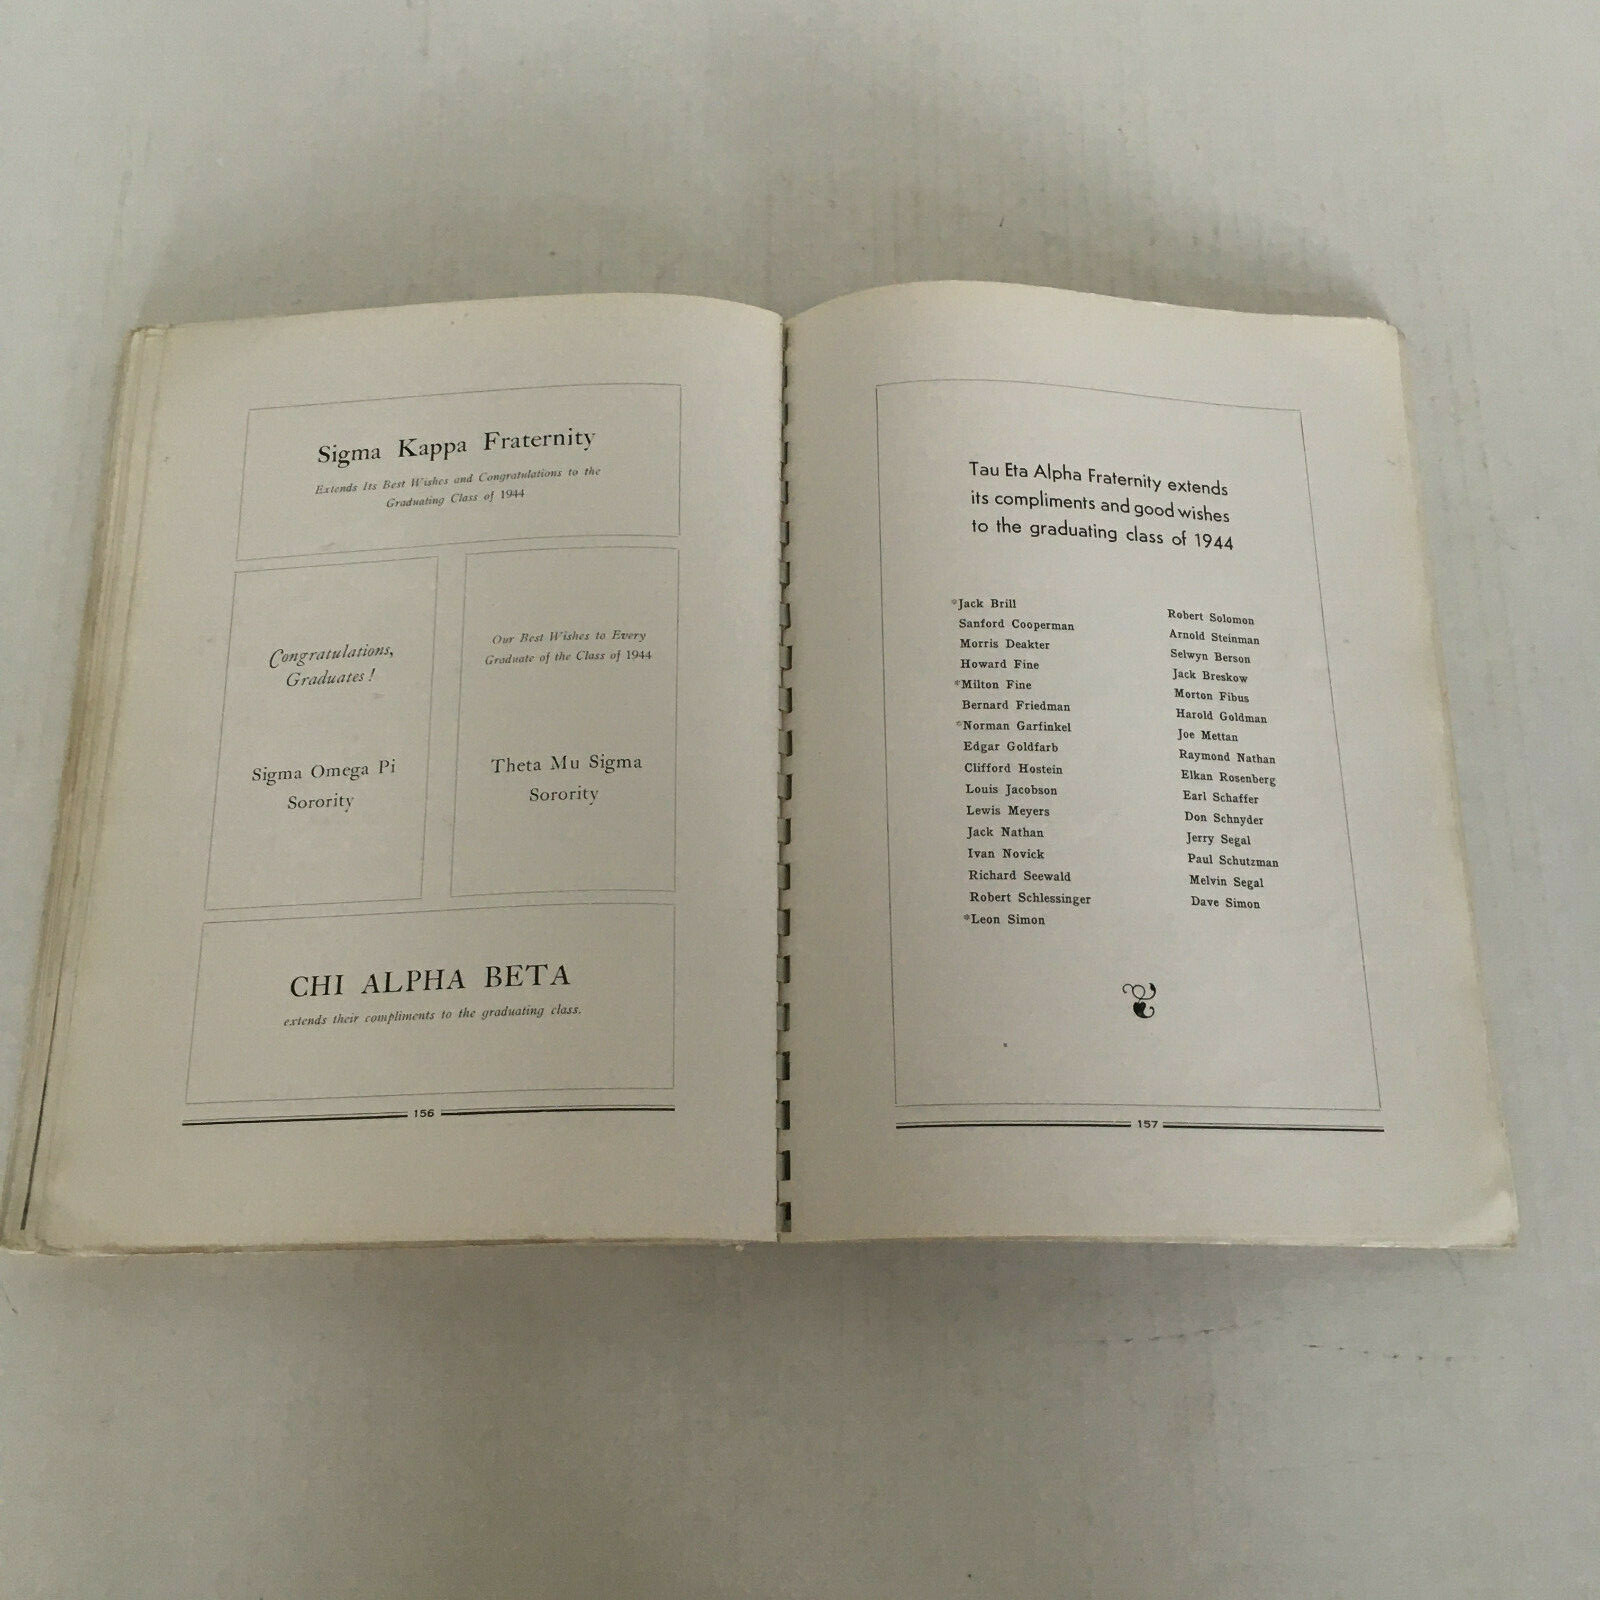 Sigma Kappa Fraternity
Extends Its Best Wishes and Congratulations to the
Graduating Class of 1944
Congratulations,
Graduates!
Sigma Omega Pi
Sorority
Our Best Wishes to Every
Graduate of the Class of 1944
Theta Mu Sigma
Sorority
CHI ALPHA BETA
extends their compliments to the graduating class.
156
Tau Eta Alpha Fraternity extends
its compliments and good wishes
to the graduating class of 1944
*Jack Brill
Sanford Cooperman
Morris Deakter
Howard Fine
*Milton Fine
Bernard Friedman
*Norman Garfinkel
Edgar Goldfarb
Clifford Hostein
Louis Jacobson
Lewis Meyers
Jack Nathan
Ivan Novick
Richard Seewald
Robert Schlessinger
*Leon Simon
Robert Solomon
Arnold Steinman
Selwyn Berson
Jack Breskow
Morton Fibus
Harold Goldman
Joe Mettan
Raymond Nathan
Elkan Rosenberg
Earl Schaffer
Don Schnyder
Jerry Segal
Paul Schutzman
Melvin Segal
Dave Simon
157